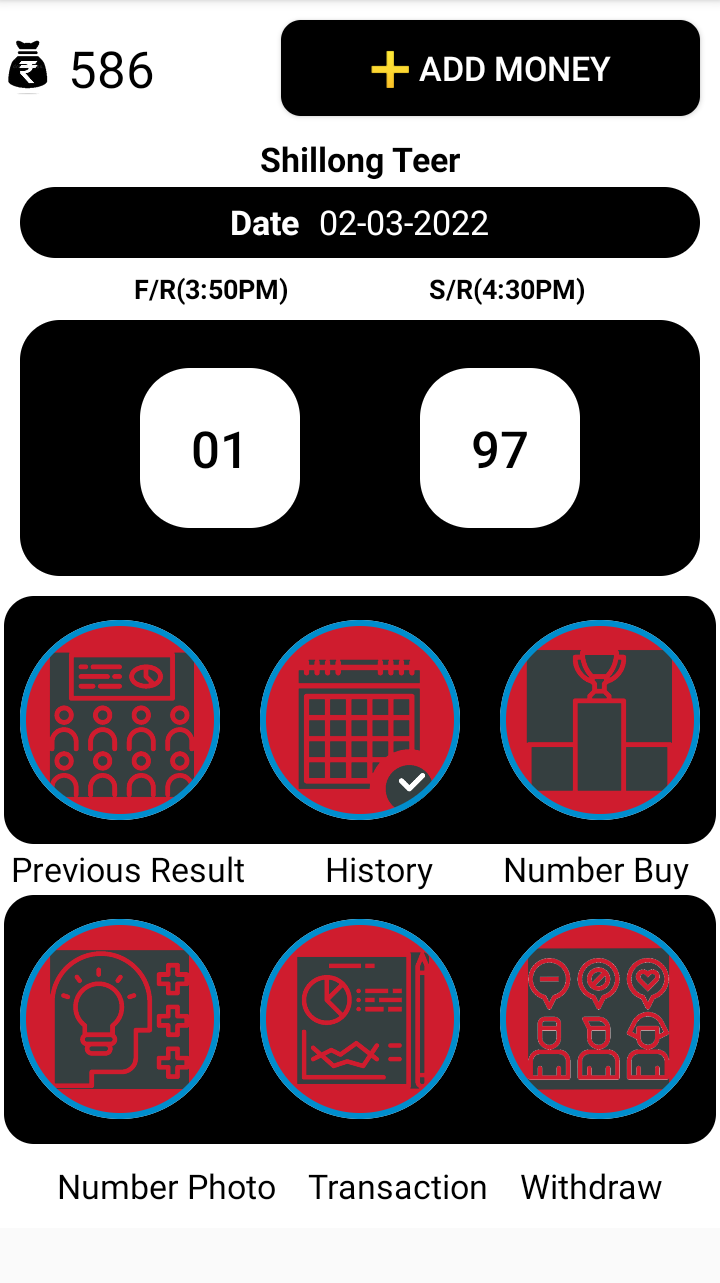 586
ADD MONEY
Shillong Teer
Date 02-03-2022
F/R(3:50PM) S/R(4:30PM)
01 97
Previous Result History Number Buy
Number Photo Transaction Withdraw